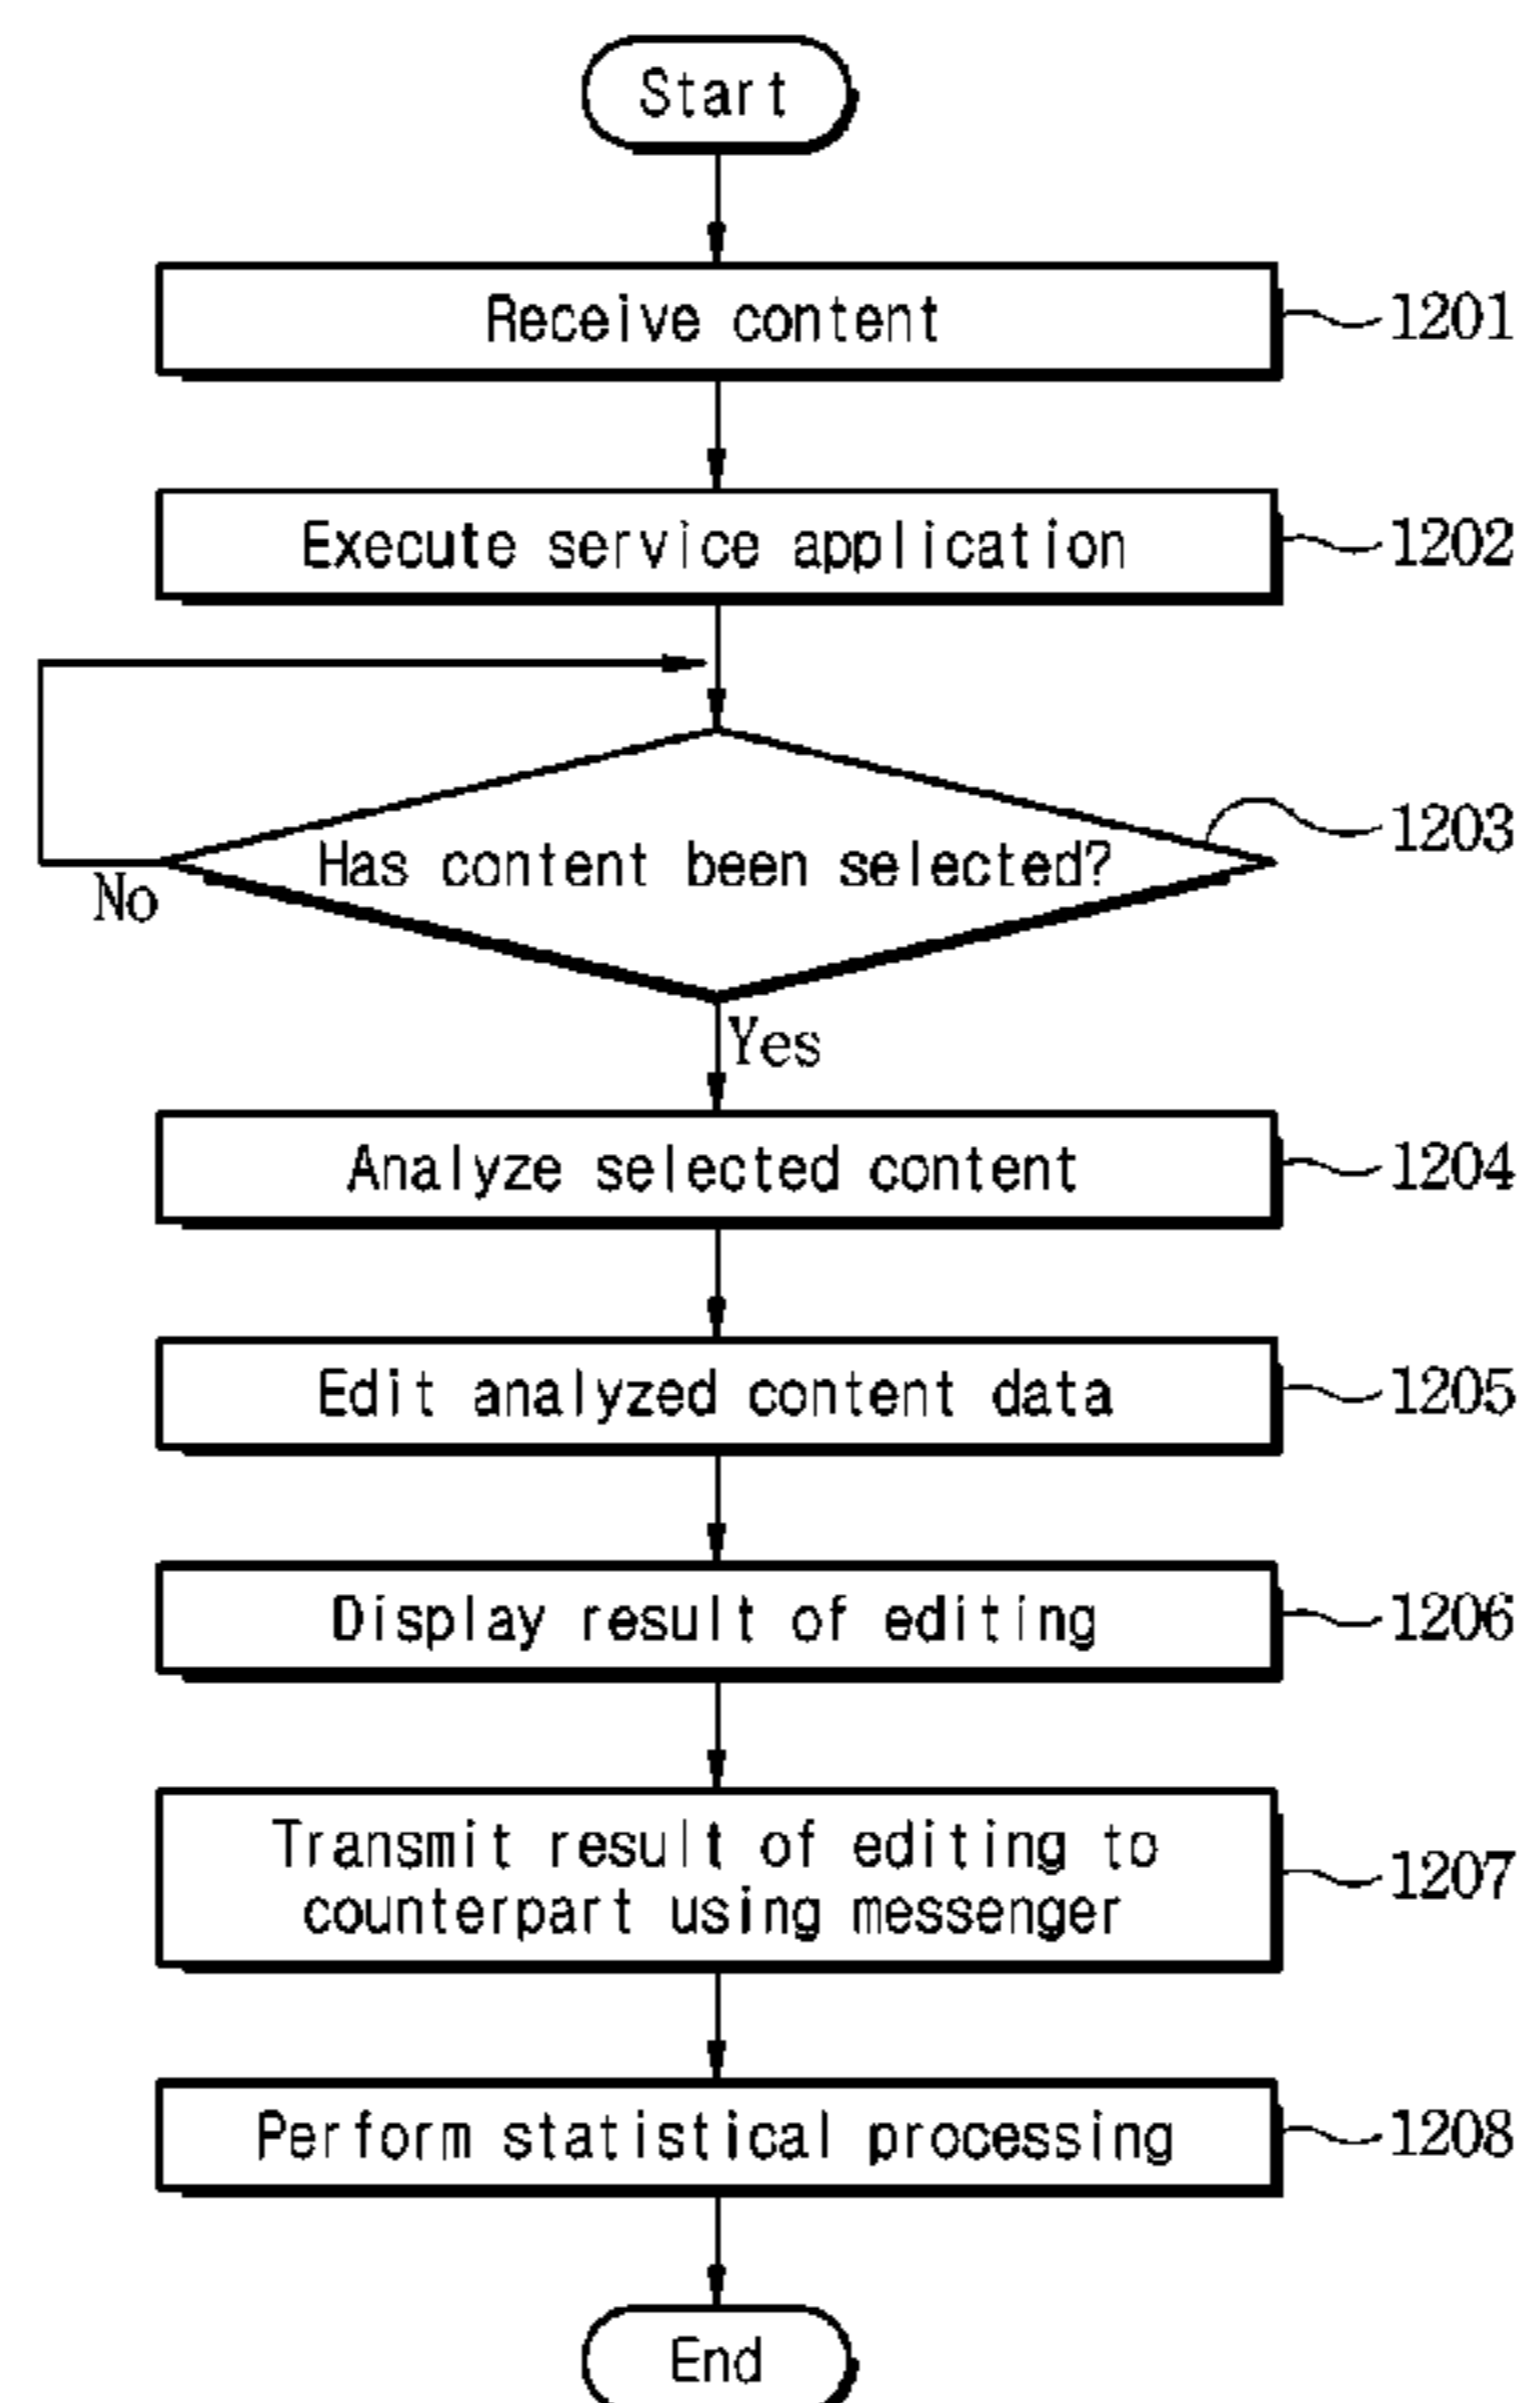 Start
Receive content
1201
Execute service application
1202
Has content been selected?
1203
No
Yes
Analyze selected content
1204
Edit analyzed content data
1205
Display result of editing
1206
Transmit result of editing to
counterpart using messenger
1207
Perform statistical processing
1208
End